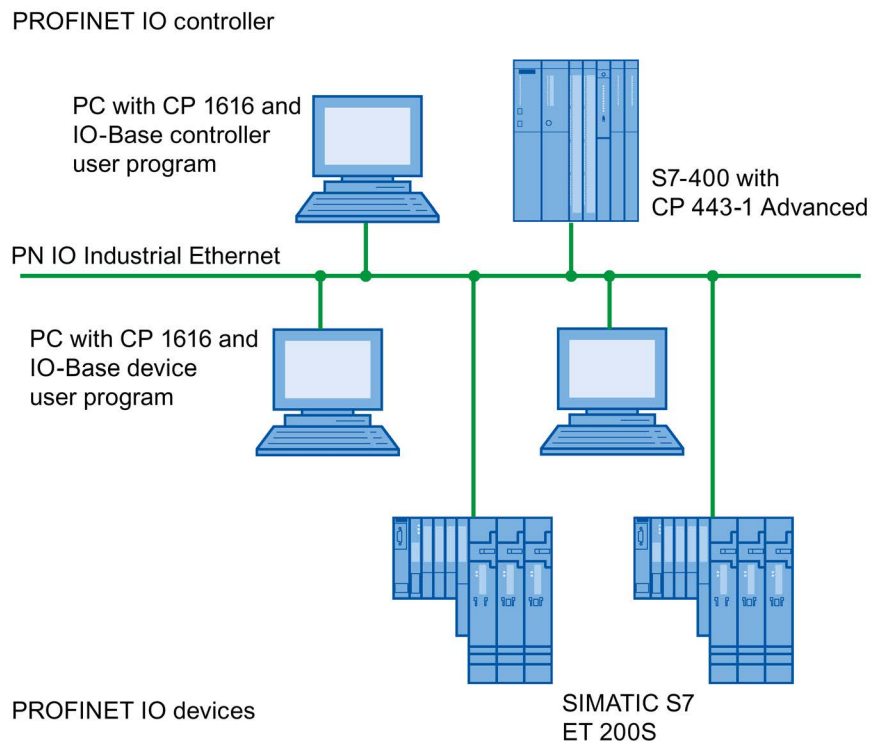 PROFINET IO controller
PC with CP 1616 and
IO-Base controller
user program
S7-400 with
CP 443-1 Advanced
PN IO Industrial Ethernet
PC with CP 1616 and
IO-Base device
user program
SIMATIC S7
ET 200S
PROFINET IO devices